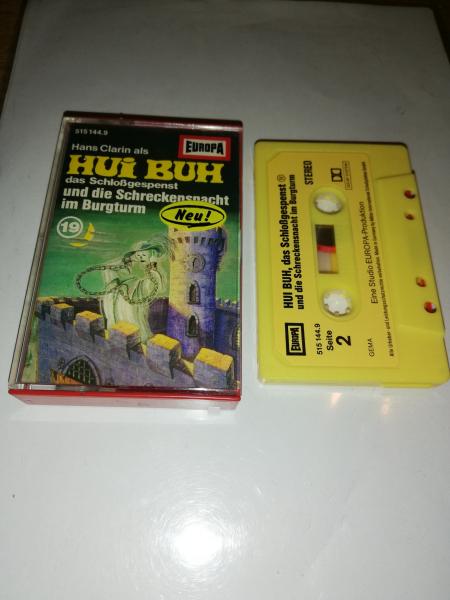 515 144.9
EUROPA
Hans Clarin als
HUI BUH
das Schloßgespenst
und die Schreckensnacht
im Burgturm
Neu!
19
HUI BUH, das Schloßgespenst 19
und die Schreckensnacht im Burgturm
STEREO
EUROPA
515 144.9
Seite
2
GEMA
Eine Studio EUROPA-Produktion